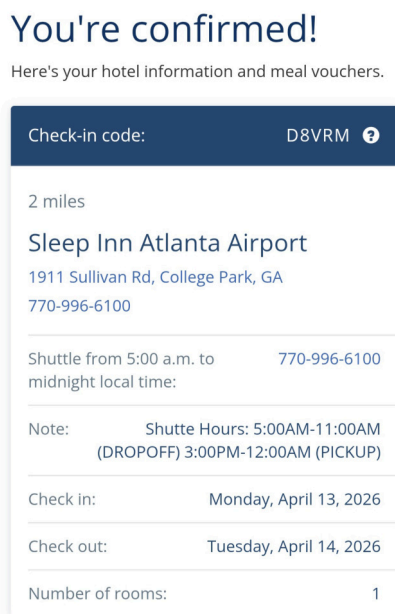 You're confirmed!
Here's your hotel information and meal vouchers.
Check-in code: D8VRM ?
2 miles
Sleep Inn Atlanta Airport
1911 Sullivan Rd, College Park, GA
770-996-6100
Shuttle from 5:00 a.m. to 770-996-6100
midnight local time:
Note: Shutte Hours: 5:00AM-11:00AM
(DROPOFF) 3:00PM-12:00AM (PICKUP)
Check in: Monday, April 13, 2026
Check out: Tuesday, April 14, 2026
Number of rooms: 1